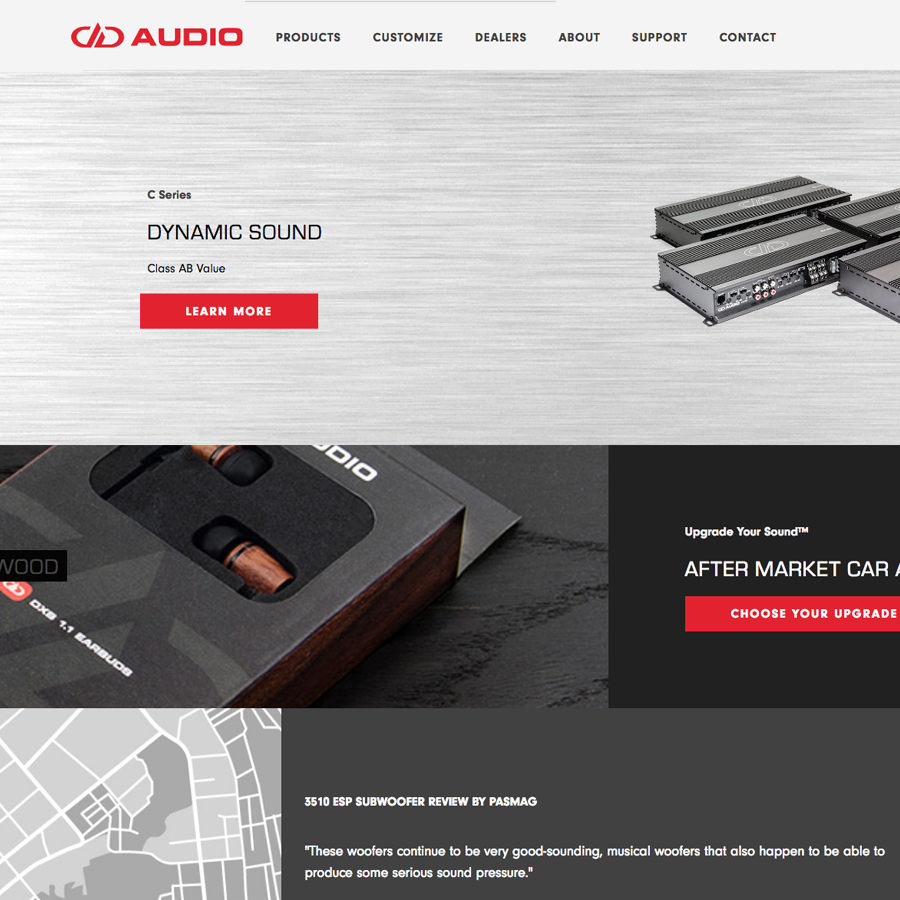 AUDIO
PRODUCTS
CUSTOMIZE
DEALERS
ABOUT
SUPPORT
CONTACT
C Series
DYNAMIC SOUND
Class AB Value
LEARN MORE
WOOD
DXB 1.1 EARBUDS
Upgrade Your Sound™
AFTER MARKET CAR A
CHOOSE YOUR UPGRADE
3510 ESP SUBWOOFER REVIEW BY PASMAG
"These woofers continue to be very good-sounding, musical woofers that also happen to be able to
produce some serious sound pressure."